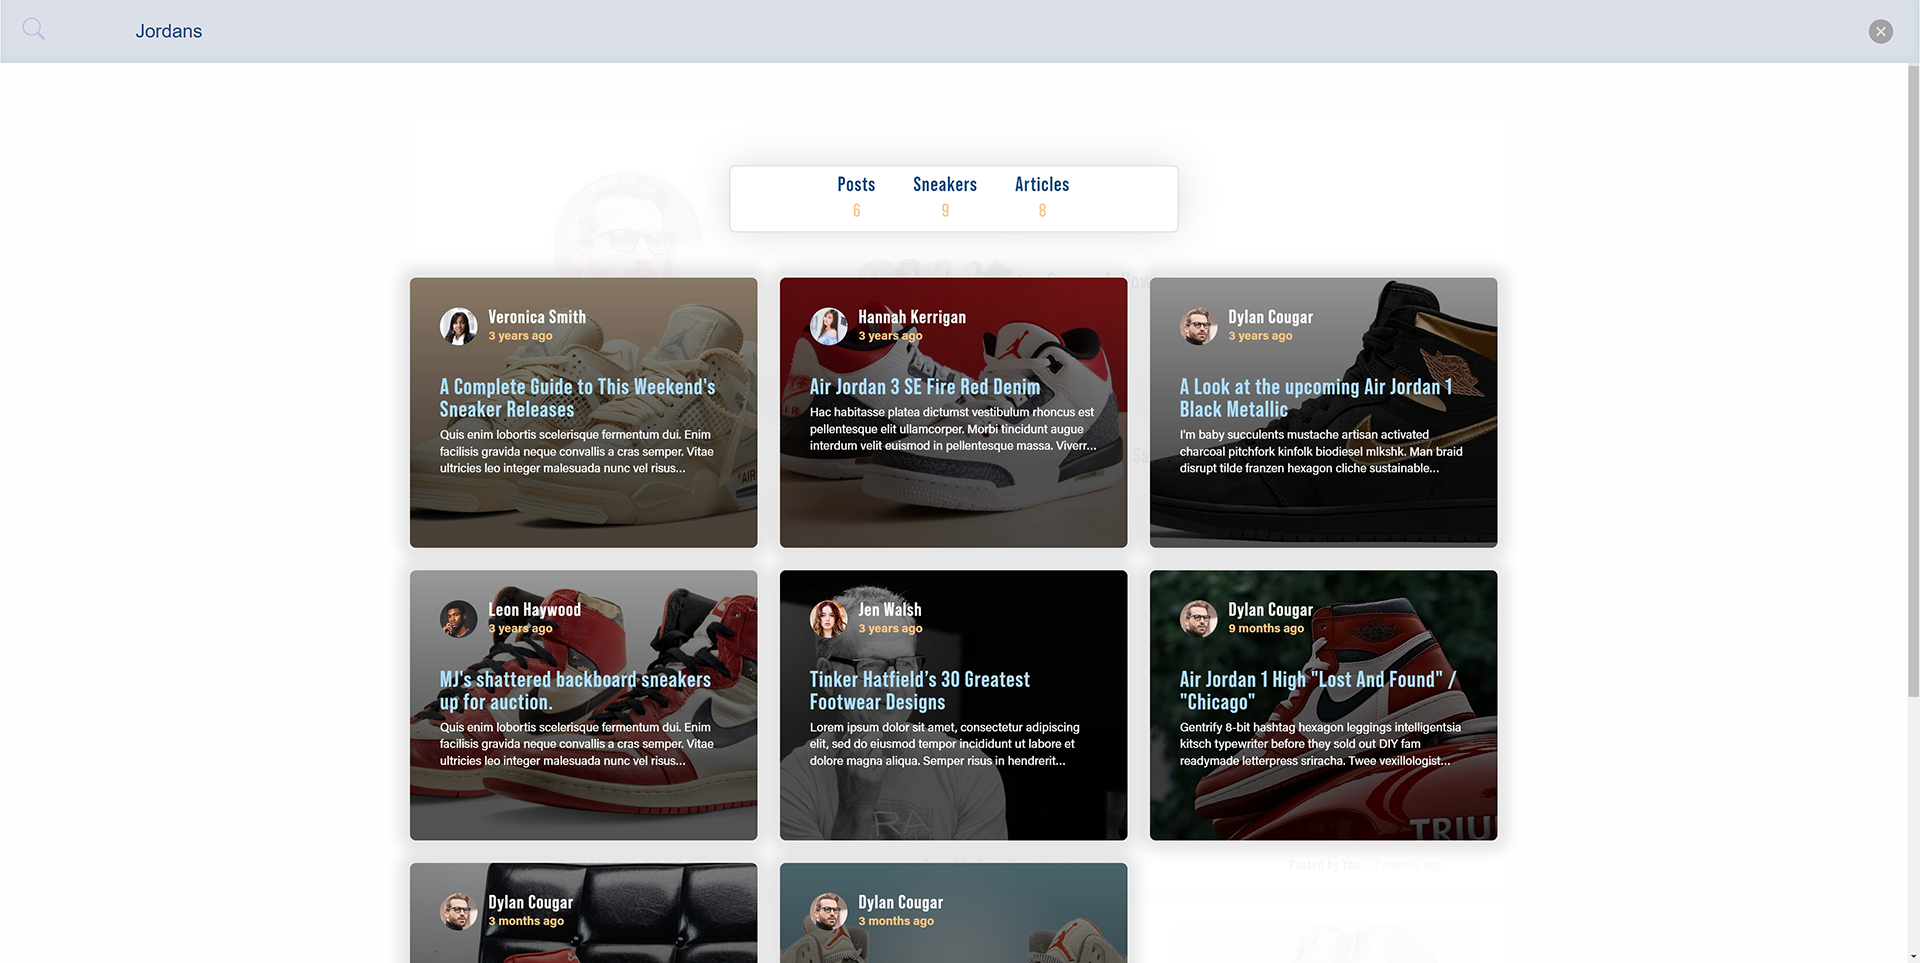 Jordans
Posts
Sneakers
Articles
6
9
8
Veronica Smith
3 years ago
A Complete Guide to This Weekend's
Sneaker Releases
Quis enim lobortis scelerisque fermentum dui. Enim
facilisis gravida neque convallis a cras semper. Vitae
ultricies leo integer malesuada nunc vel risus...
"AIR
Hannah Kerrigan
3 years ago
Air Jordan 3 SE Fire Red Denim
Hac habitasse platea dictumst vestibulum rhoncus est
pellentesque elit ullamcorper. Morbi tincidunt augue
interdum velit euismod in pellentesque massa. Viverr...
Dylan Cougar
3 years ago
A Look at the upcoming Air Jordan 1
Black Metallic
I'm baby succulents mustache artisan activated
charcoal pitchfork kinfolk biodiesel mlkshk. Man braid
disrupt tilde franzen hexagon cliche sustainable...
Leon Haywood
3 years ago
MJ's shattered backboard sneakers
up for auction.
Quis enim lobortis scelerisque fermentum dui. Enim
facilisis gravida neque convallis a cras semper. Vitae
ultricies leo integer malesuada nunc vel risus...
Jen Walsh
3 years ago
Tinker Hatfield’s 30 Greatest
Footwear Designs
Lorem ipsum dolor sit amet, consectetur adipiscing
elit, sed do eiusmod tempor incididunt ut labore et
dolore magna aliqua. Semper risus in hendrerit...
RA
Dylan Cougar
9 months ago
Air Jordan 1 High "Lost And Found" /
"Chicago"
Gentrify 8-bit hashtag hexagon leggings intelligentsia
kitsch typewriter before they sold out DIY fam
readymade letterpress sriracha. Twee vexillologist...
TRIU
Posted by You
Dylan Cougar
3 months ago
Dylan Cougar
3 months ago